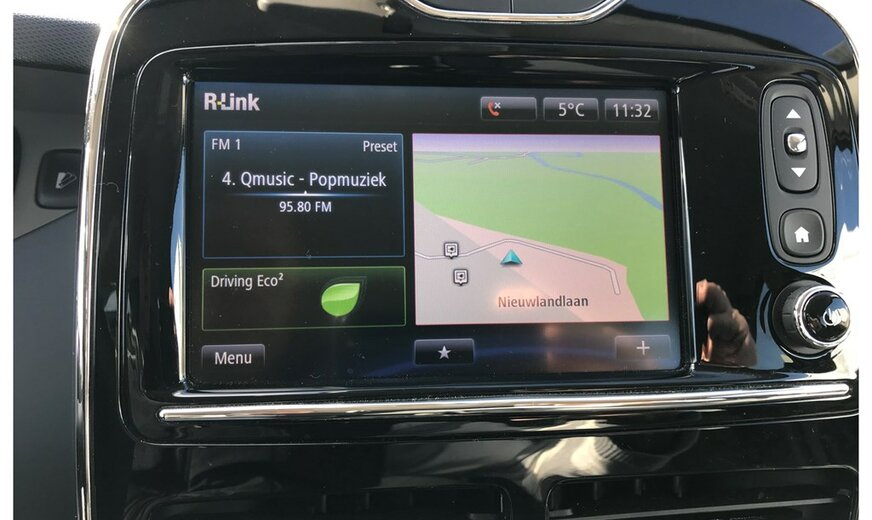 R-Link
5°C
11:32
FM 1
Preset
4. Qmusic - Popmuziek
95.80 FM
Driving Eco²
Nieuwlandlaan
Menu